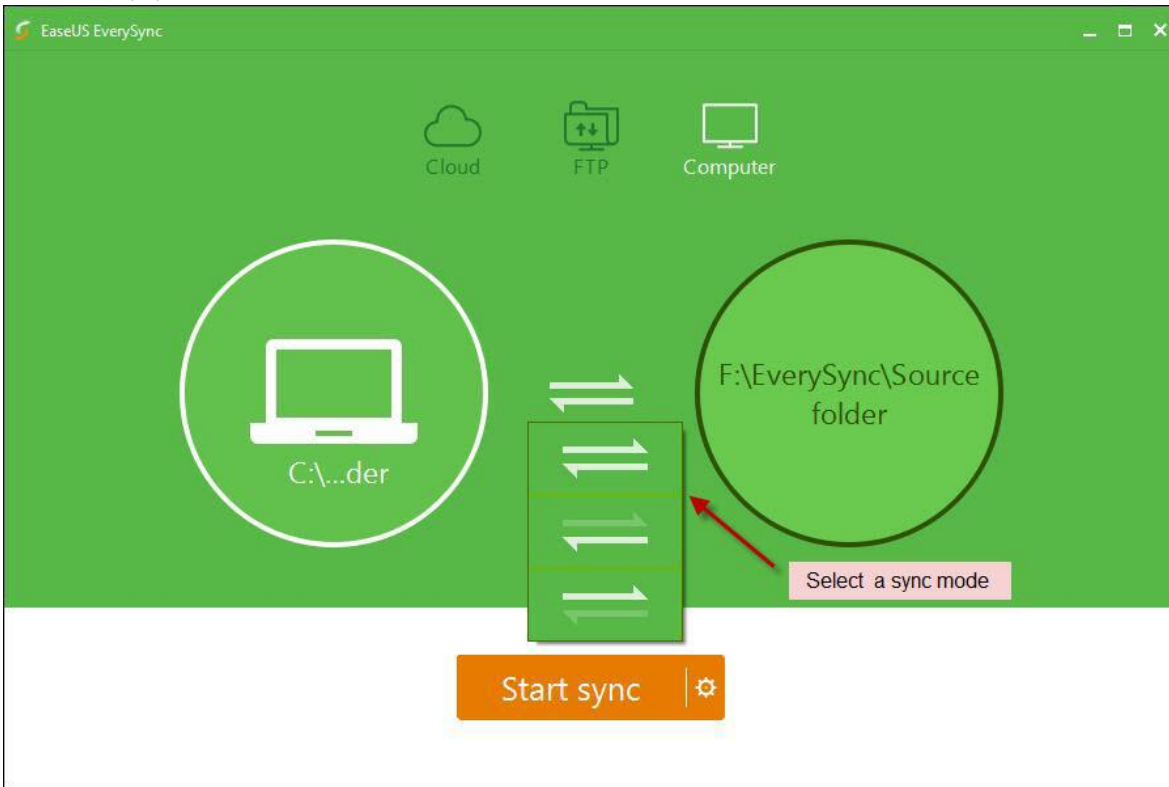 EaseUS EverySync
Cloud
FTP
Computer
C:\...der
F:\EverySync\Source
folder
Select a sync mode
Start sync